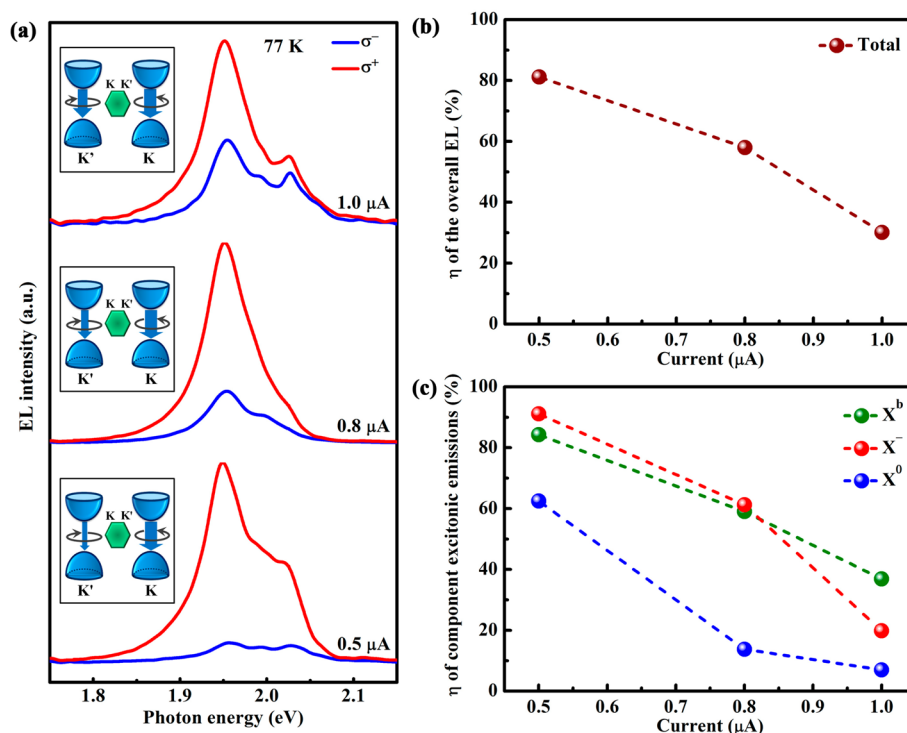 (a)
77 K
σ⁻
σ⁺
K K'
K' K
1.0 μA
K K'
K' K
0.8 μA
K K'
K' K
0.5 μA
EL intensity (a.u.)
1.8 1.9 2.0 2.1
Photon energy (eV)
(b)
Total
η of the overall EL (%)
100
80
60
40
20
0
0.5 0.6 0.7 0.8 0.9 1.0
Current (μA)
(c)
Xᵇ
X⁻
X⁰
η of component excitonic emissions (%)
100
80
60
40
20
0
0.5 0.6 0.7 0.8 0.9 1.0
Current (μA)